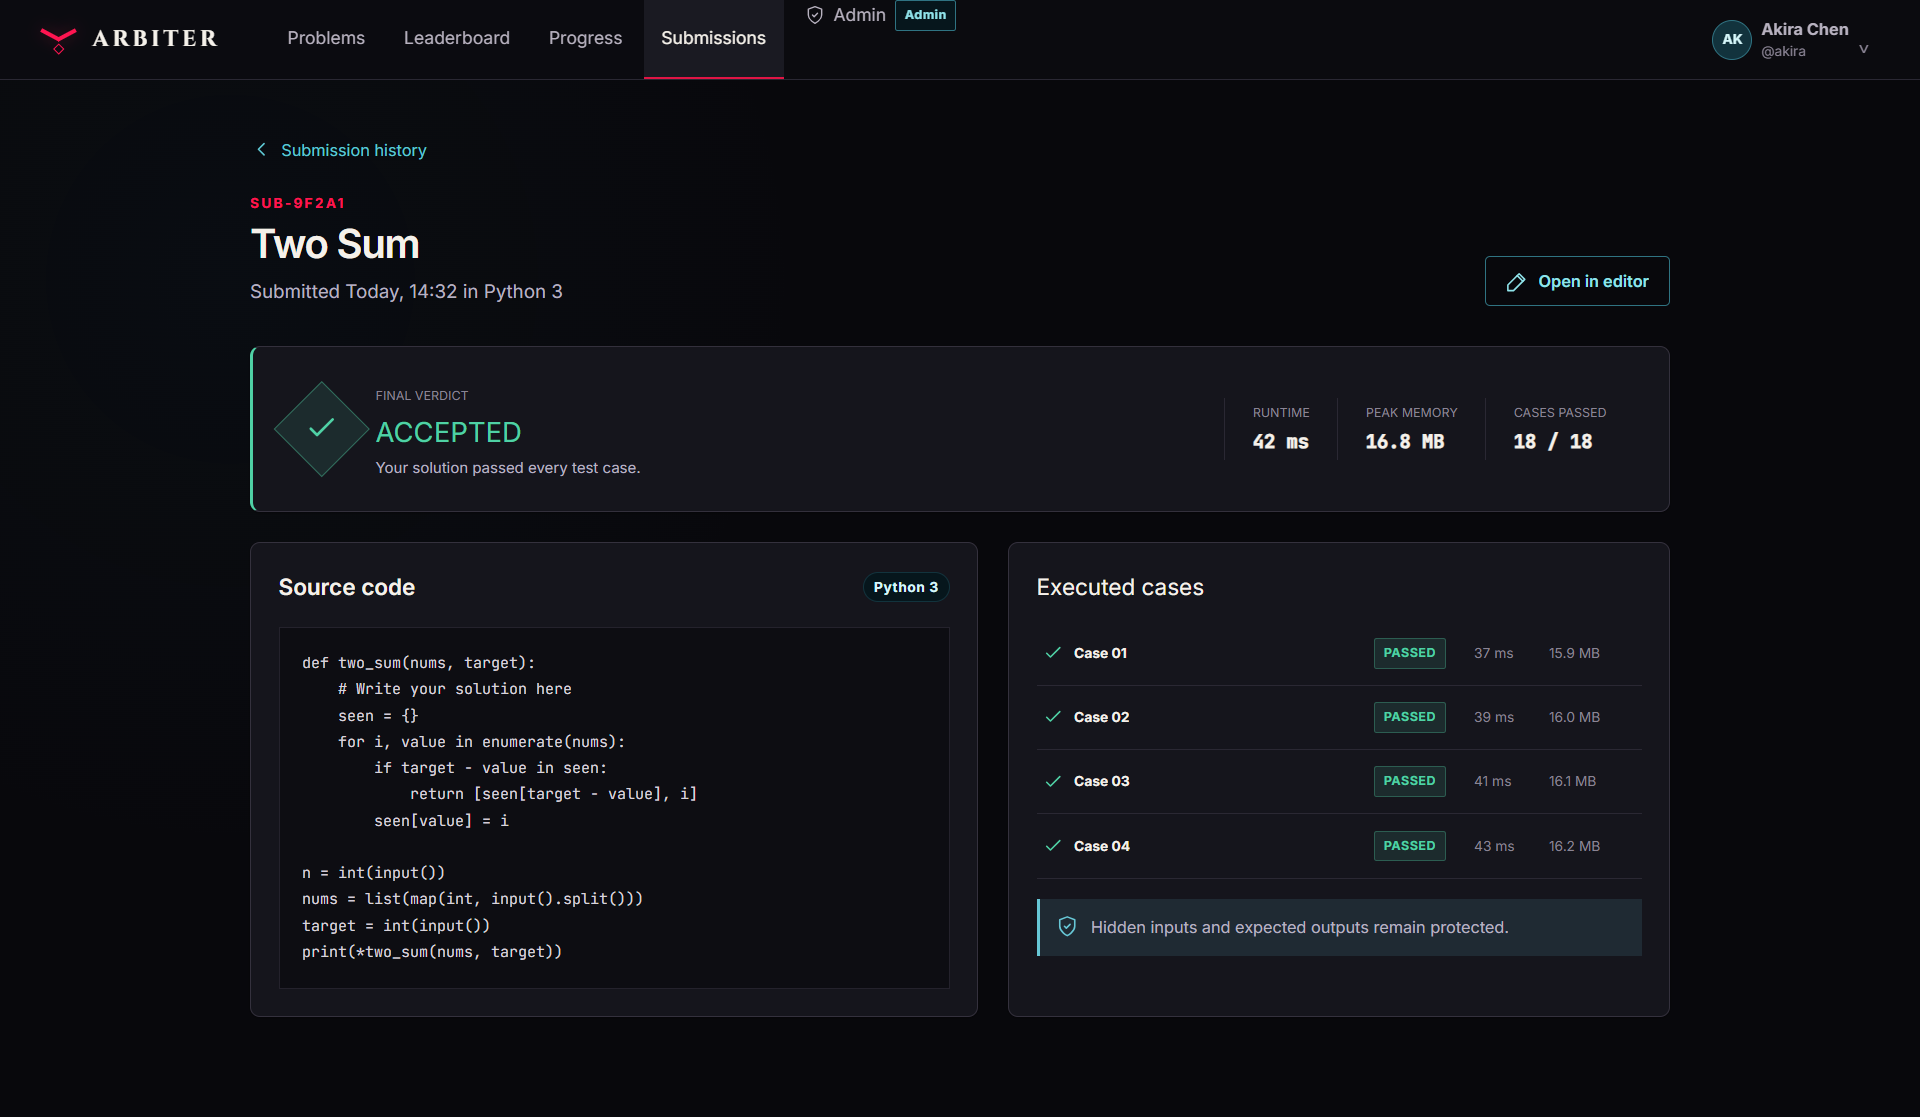 ARBITER
Problems
Leaderboard
Progress
Submissions
Admin
Admin
AK
Akira Chen
@akira
Submission history
SUB-9F2A1
Two Sum
Submitted Today, 14:32 in Python 3
Open in editor
FINAL VERDICT
ACCEPTED
Your solution passed every test case.
RUNTIME
42 ms
PEAK MEMORY
16.8 MB
CASES PASSED
18 / 18
Source code
Python 3
def two_sum(nums, target):
    # Write your solution here
    seen = {}
    for i, value in enumerate(nums):
        if target - value in seen:
            return [seen[target - value], i]
        seen[value] = i
n = int(input())
nums = list(map(int, input().split()))
target = int(input())
print(*two_sum(nums, target))
Executed cases
Case 01 PASSED 37 ms 15.9 MB
Case 02 PASSED 39 ms 16.0 MB
Case 03 PASSED 41 ms 16.1 MB
Case 04 PASSED 43 ms 16.2 MB
Hidden inputs and expected outputs remain protected.